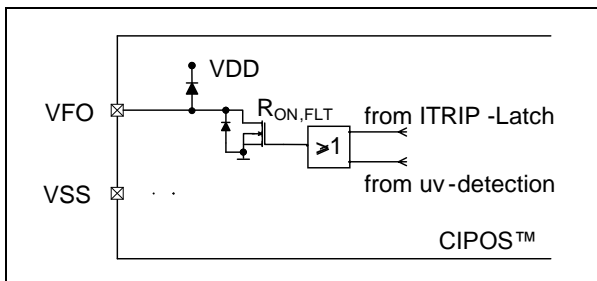 VDD
VFO
RON,FLT
from ITRIP -Latch
≥1
from uv-detection
VSS
CIPOS™